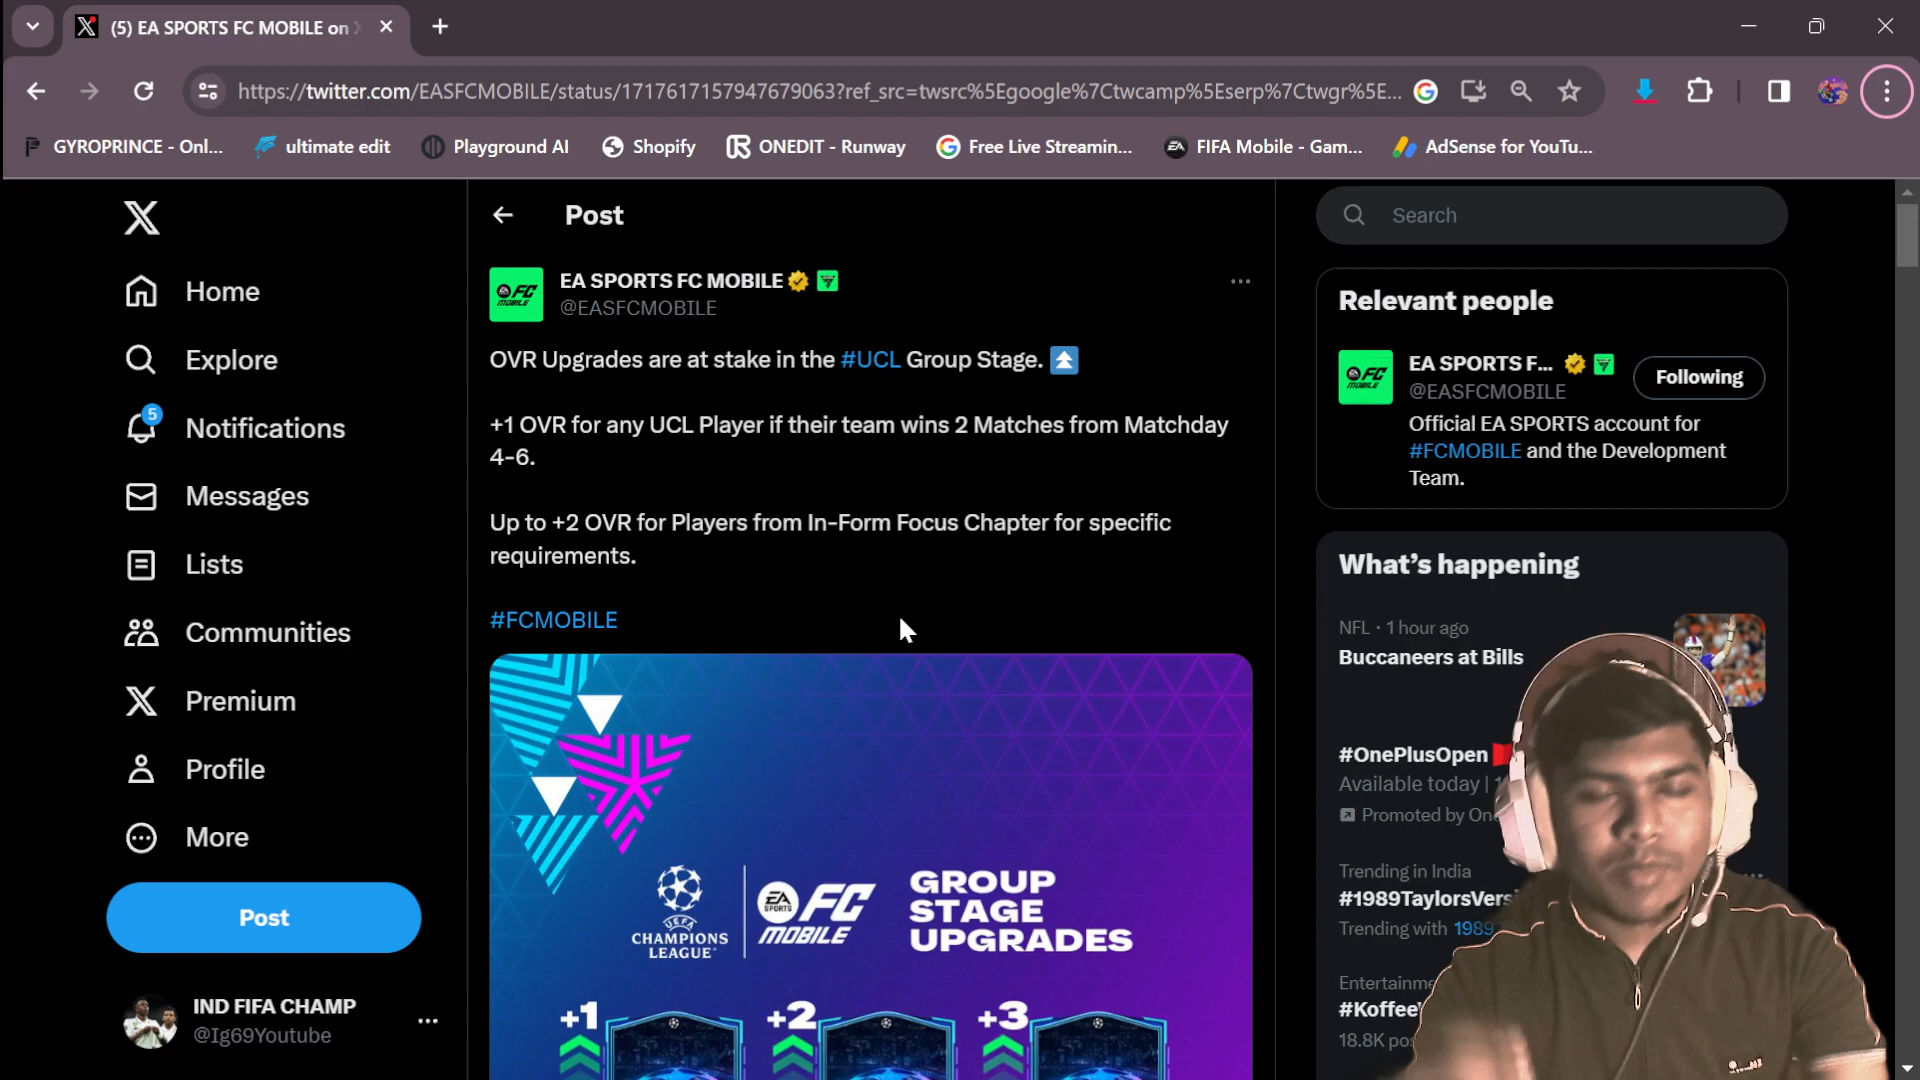 (5) EA SPORTS FC MOBILE on
https://twitter.com/EASFCMOBILE/status/1717617157947679063?ref_src=twsrc%5Egoogle%7Ctwcamp%5Eserp%7Ctwgr%5E...
GYROPRINCE - Onl...
ultimate edit
Playground AI
Shopify
ONEDIT - Runway
Free Live Streamin...
FIFA Mobile - Gam...
AdSense for YouTu...
Home
Explore
5
Notifications
Messages
Lists
Communities
Premium
Profile
More
Post
IND FIFA CHAMP
@Ig69Youtube
Post
EA SPORTS FC MOBILE
@EASFCMOBILE
OVR Upgrades are at stake in the #UCL Group Stage.
+1 OVR for any UCL Player if their team wins 2 Matches from Matchday
4-6.
Up to +2 OVR for Players from In-Form Focus Chapter for specific
requirements.
#FCMOBILE
UEFA
CHAMPIONS
LEAGUE
EA SPORTS FC
MOBILE
GROUP
STAGE
UPGRADES
+1
+2
+3
Search
Relevant people
EA SPORTS F...
@EASFCMOBILE
Following
Official EA SPORTS account for
#FCMOBILE and the Development
Team.
What's happening
NFL · 1 hour ago
Buccaneers at Bills
#OnePlusOpen
Available today |
Promoted by
Trending in India
#1989TaylorsVers
Trending with 1989
#Koffee
18.8K